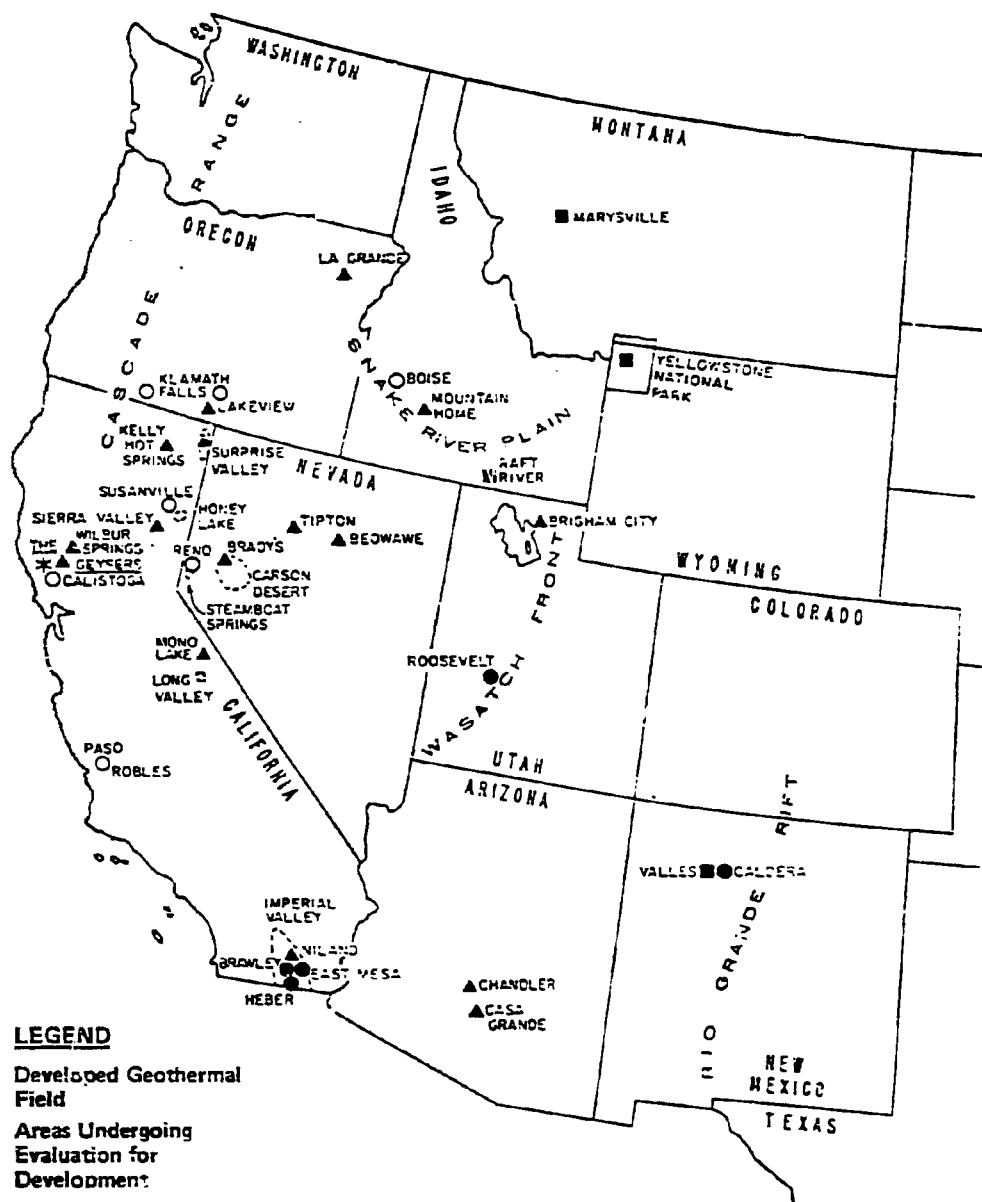 WASHINGTON
MONTANA
IDAHO
CASCADE RANGE
MARYSVILLE
OREGON
LA GRANDE
SNAKE RIVER PLAIN
YELLOWSTONE
NATIONAL
PARK
KLAMATH
FALLS
BOISE
LAKEVIEW
MOUNTAIN
HOME
KELLY
HOT
SPRINGS
SURPRISE
VALLEY
NEVADA
RAFT
RIVER
SUSANVILLE
HONEY
LAKE
SIERRA VALLEY
TIPTON
BRIGHAM CITY
WILBUR
SPRINGS
THE
GEYSERS
RENO
BRADYS
BEOWAWE
CALISTOGA
CARSON
DESERT
WYOMING
COLORADO
STEAMBOAT
SPRINGS
WASATCH FRONT
MONO
LAKE
ROOSEVELT
LONG
VALLEY
CALIFORNIA
PASO
ROBLES
UTAH
ARIZONA
RIO GRANDE RIFT
VALLES
CALDERA
IMPERIAL
VALLEY
NILAND
BRAWLEY
EAST MESA
HEBER
CHANDLER
CASA
GRANDE
NEW
MEXICO
TEXAS
LEGEND
Developed Geothermal
Field
Areas Undergoing
Evaluation for
Development